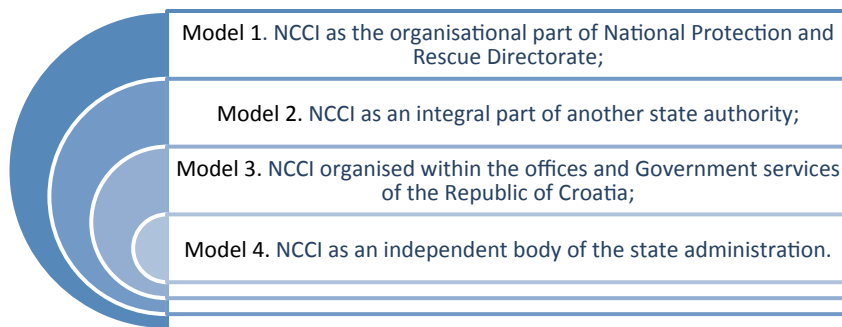 Model 1. NCCI as the organisational part of National Protection and
Rescue Directorate;
Model 2. NCCI as an integral part of another state authority;
Model 3. NCCI organised within the offices and Government services
of the Republic of Croatia;
Model 4. NCCI as an independent body of the state administration.